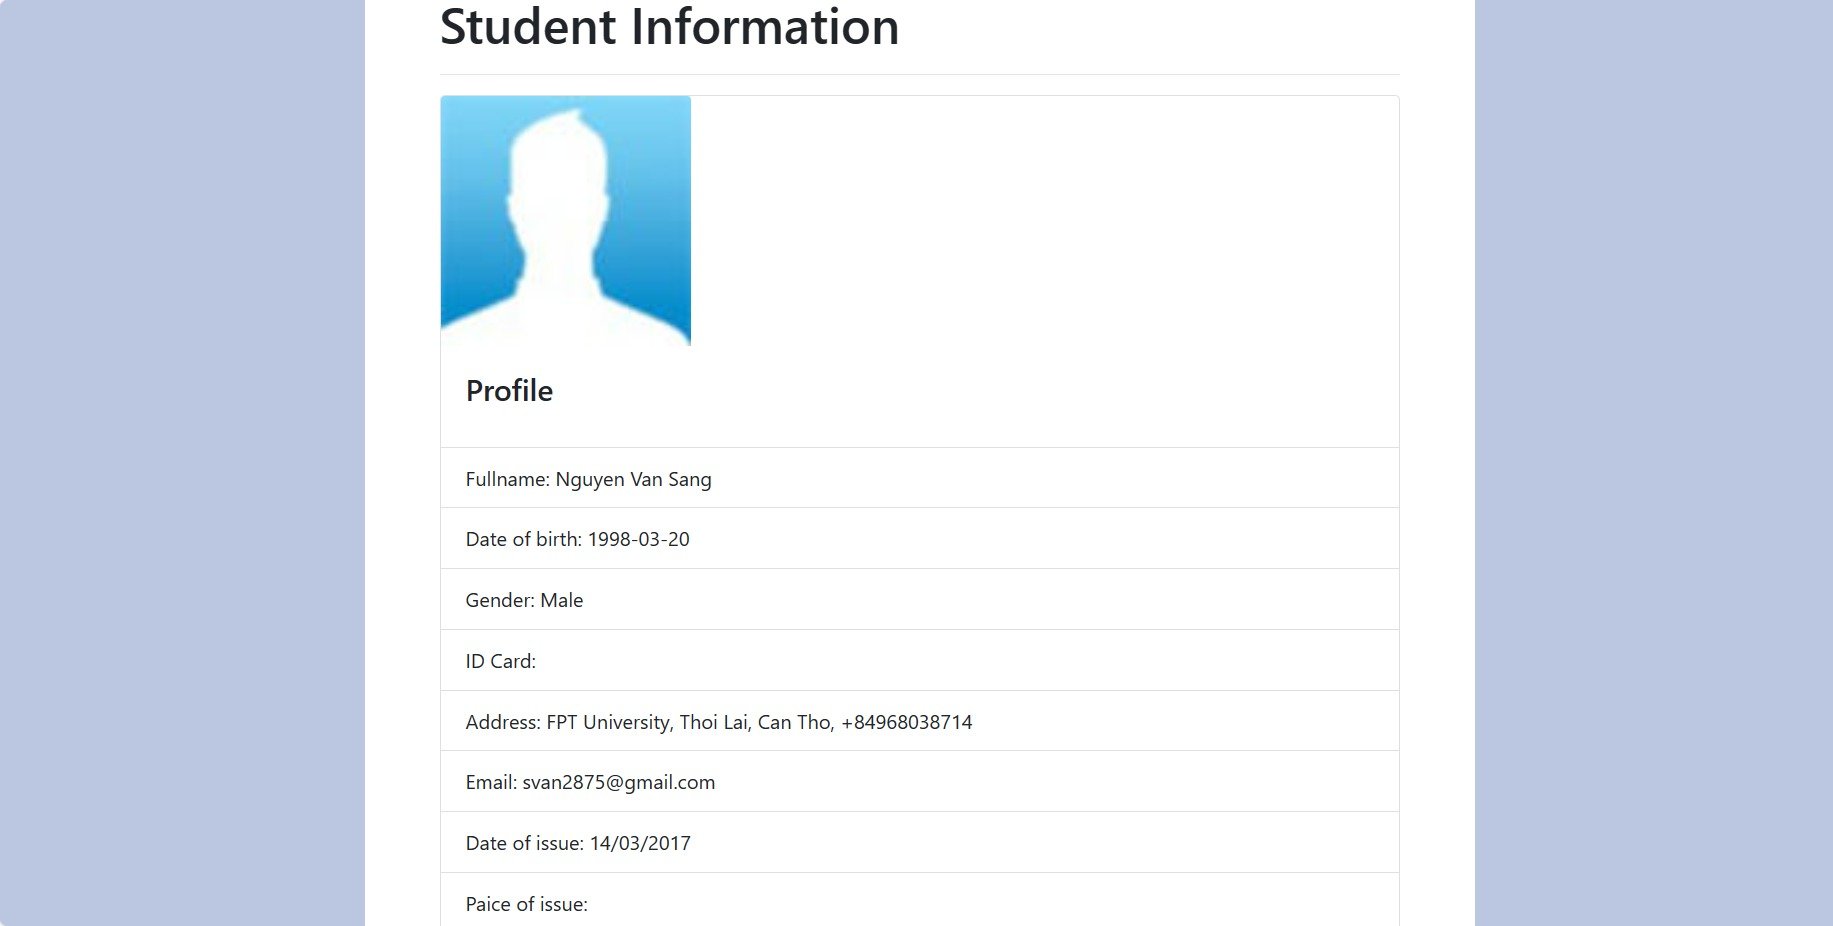 Student Information
Profile
Fullname: Nguyen Van Sang
Date of birth: 1998-03-20
Gender: Male
ID Card:
Address: FPT University, Thoi Lai, Can Tho, +84968038714
Email: svan2875@gmail.com
Date of issue: 14/03/2017
Paice of issue: